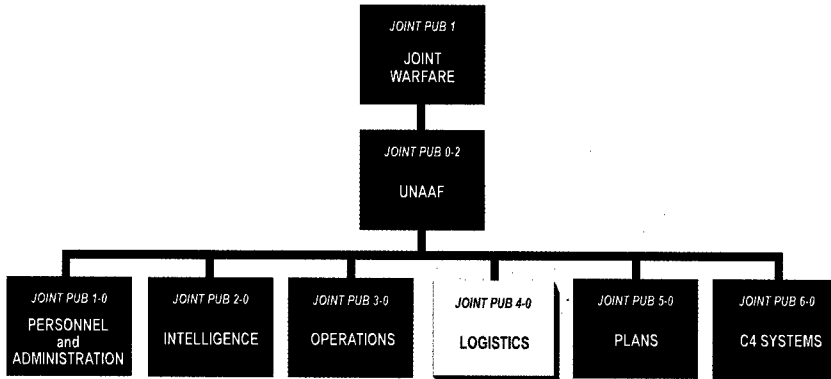 JOINT PUB 1
JOINT
WARFARE
JOINT PUB 0-2
UNAAF
JOINT PUB 1-0
PERSONNEL
and
ADMINISTRATION
JOINT PUB 2-0
INTELLIGENCE
JOINT PUB 3-0
OPERATIONS
JOINT PUB 4-0
LOGISTICS
JOINT PUB 5-0
PLANS
JOINT PUB 6-0
C4 SYSTEMS